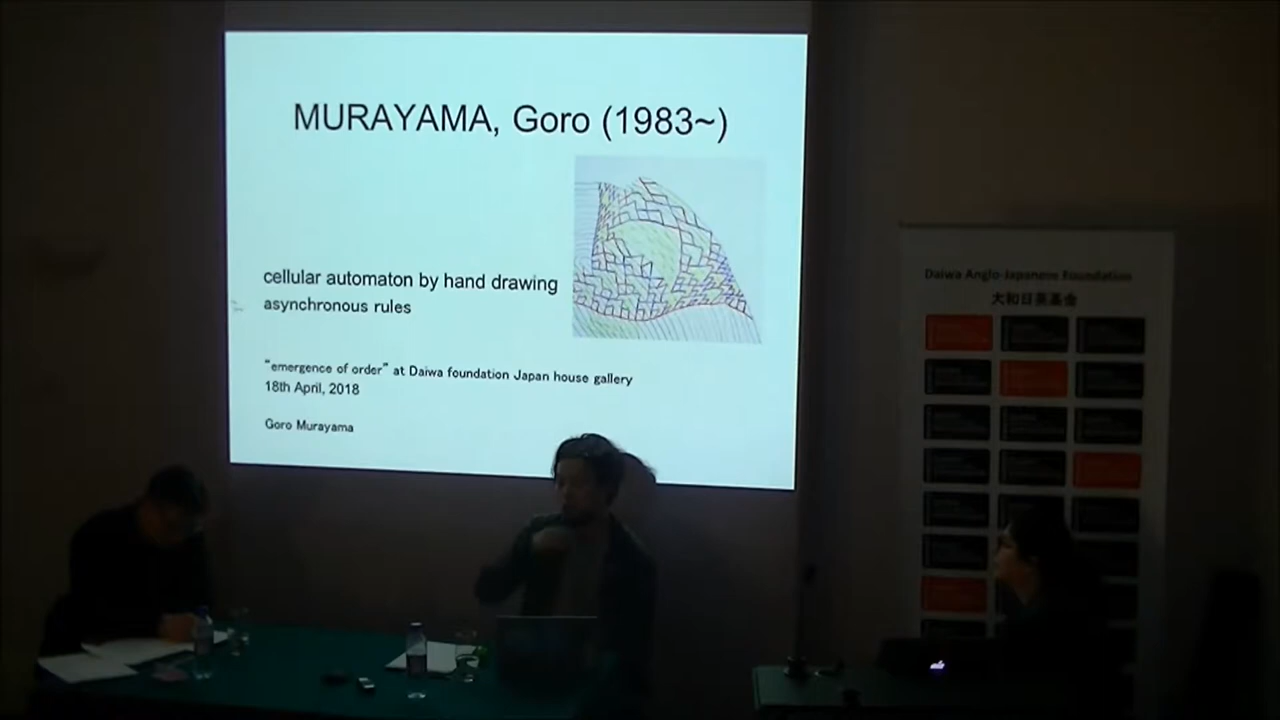 MURAYAMA, Goro (1983~)
cellular automaton by hand drawing
asynchronous rules
“emergence of order” at Daiwa foundation Japan house gallery
18th April, 2018
Goro Murayama
Daiwa Anglo-Japanese Foundation
大和日英基金